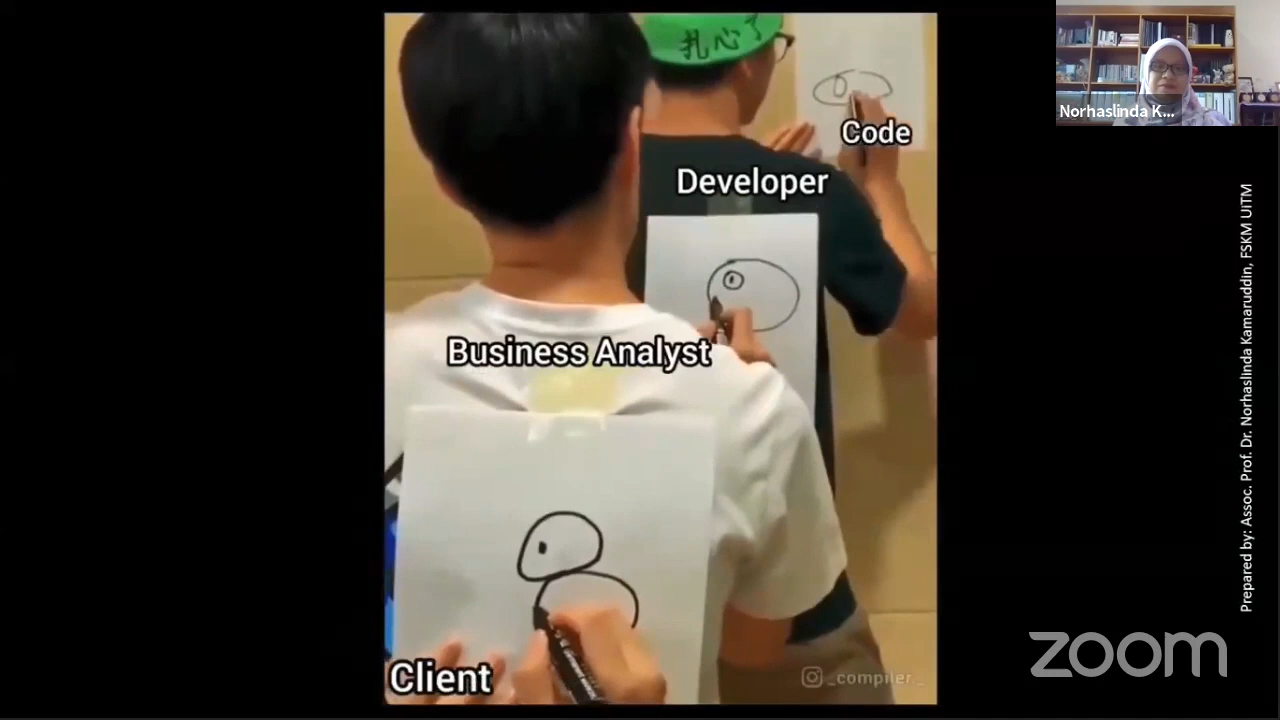 扎心了
Code
Developer
Business Analyst
Client
_compiler_
Norhaslinda K...
Prepared by: Assoc. Prof. Dr. Norhaslinda Kamaruddin, FSKM UiTM
zoom